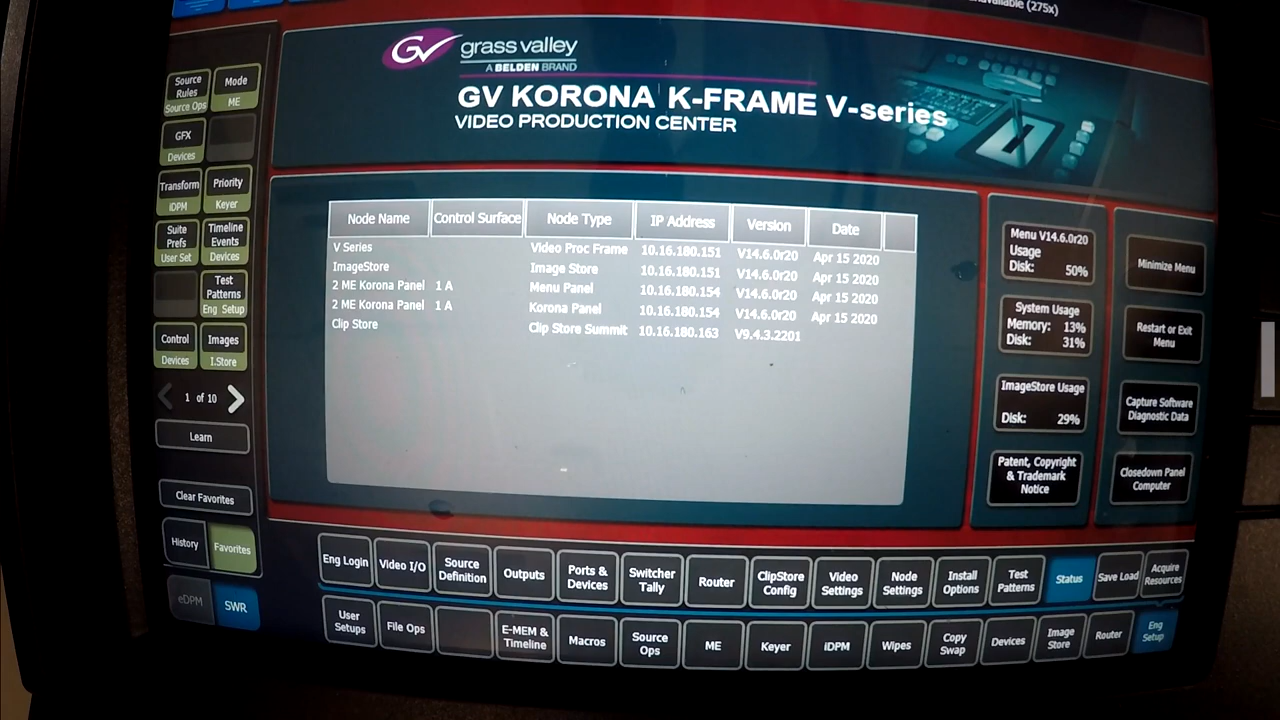 (275x)
GV grass valley
A BELDEN BRAND
GV KORONA K-FRAME V-series
VIDEO PRODUCTION CENTER
Source Rules
Source Ops
Mode
ME
GFX
Devices
Transform
iDPM
Priority
Keyer
Suite Prefs
User Set
Timeline Events
Devices
Test Patterns
Eng Setup
Control
Devices
Images
I.Store
1 of 10
Learn
Clear Favorites
History
Favorites
eDPM
SWR
Node Name Control Surface Node Type IP Address Version Date
V Series Video Proc Frame 10.16.180.151 V14.6.0r20 Apr 15 2020
ImageStore Image Store 10.16.180.151 V14.6.0r20 Apr 15 2020
2 ME Korona Panel 1 A Menu Panel 10.16.180.154 V14.6.0r20 Apr 15 2020
2 ME Korona Panel 1 A Korona Panel 10.16.180.154 V14.6.0r20 Apr 15 2020
Clip Store Clip Store Summit 10.16.180.163 V9.4.3.2201
Menu V14.6.0r20
Usage
Disk: 50%
System Usage
Memory: 13%
Disk: 31%
ImageStore Usage
Disk: 29%
Patent, Copyright
& Trademark
Notice
Minimize Menu
Restart or Exit
Menu
Capture Software
Diagnostic Data
Closedown Panel
Computer
Eng Login
Video I/O
Source Definition
Outputs
Ports & Devices
Switcher Tally
Router
ClipStore Config
Video Settings
Node Settings
Install Options
Test Patterns
Status
Save Load
Acquire Resources
User Setups
File Ops
E-MEM & Timeline
Macros
Source Ops
ME
Keyer
iDPM
Wipes
Copy Swap
Devices
Image Store
Router
Eng Setup